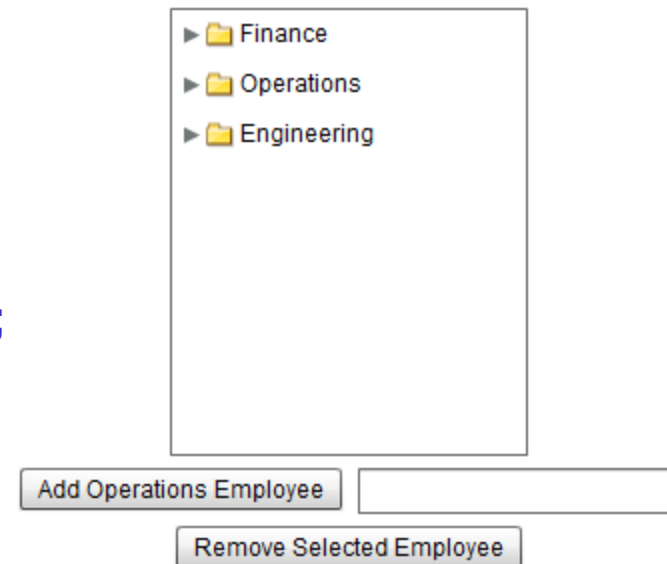 Finance
Operations
Engineering
;
Add Operations Employee
Remove Selected Employee